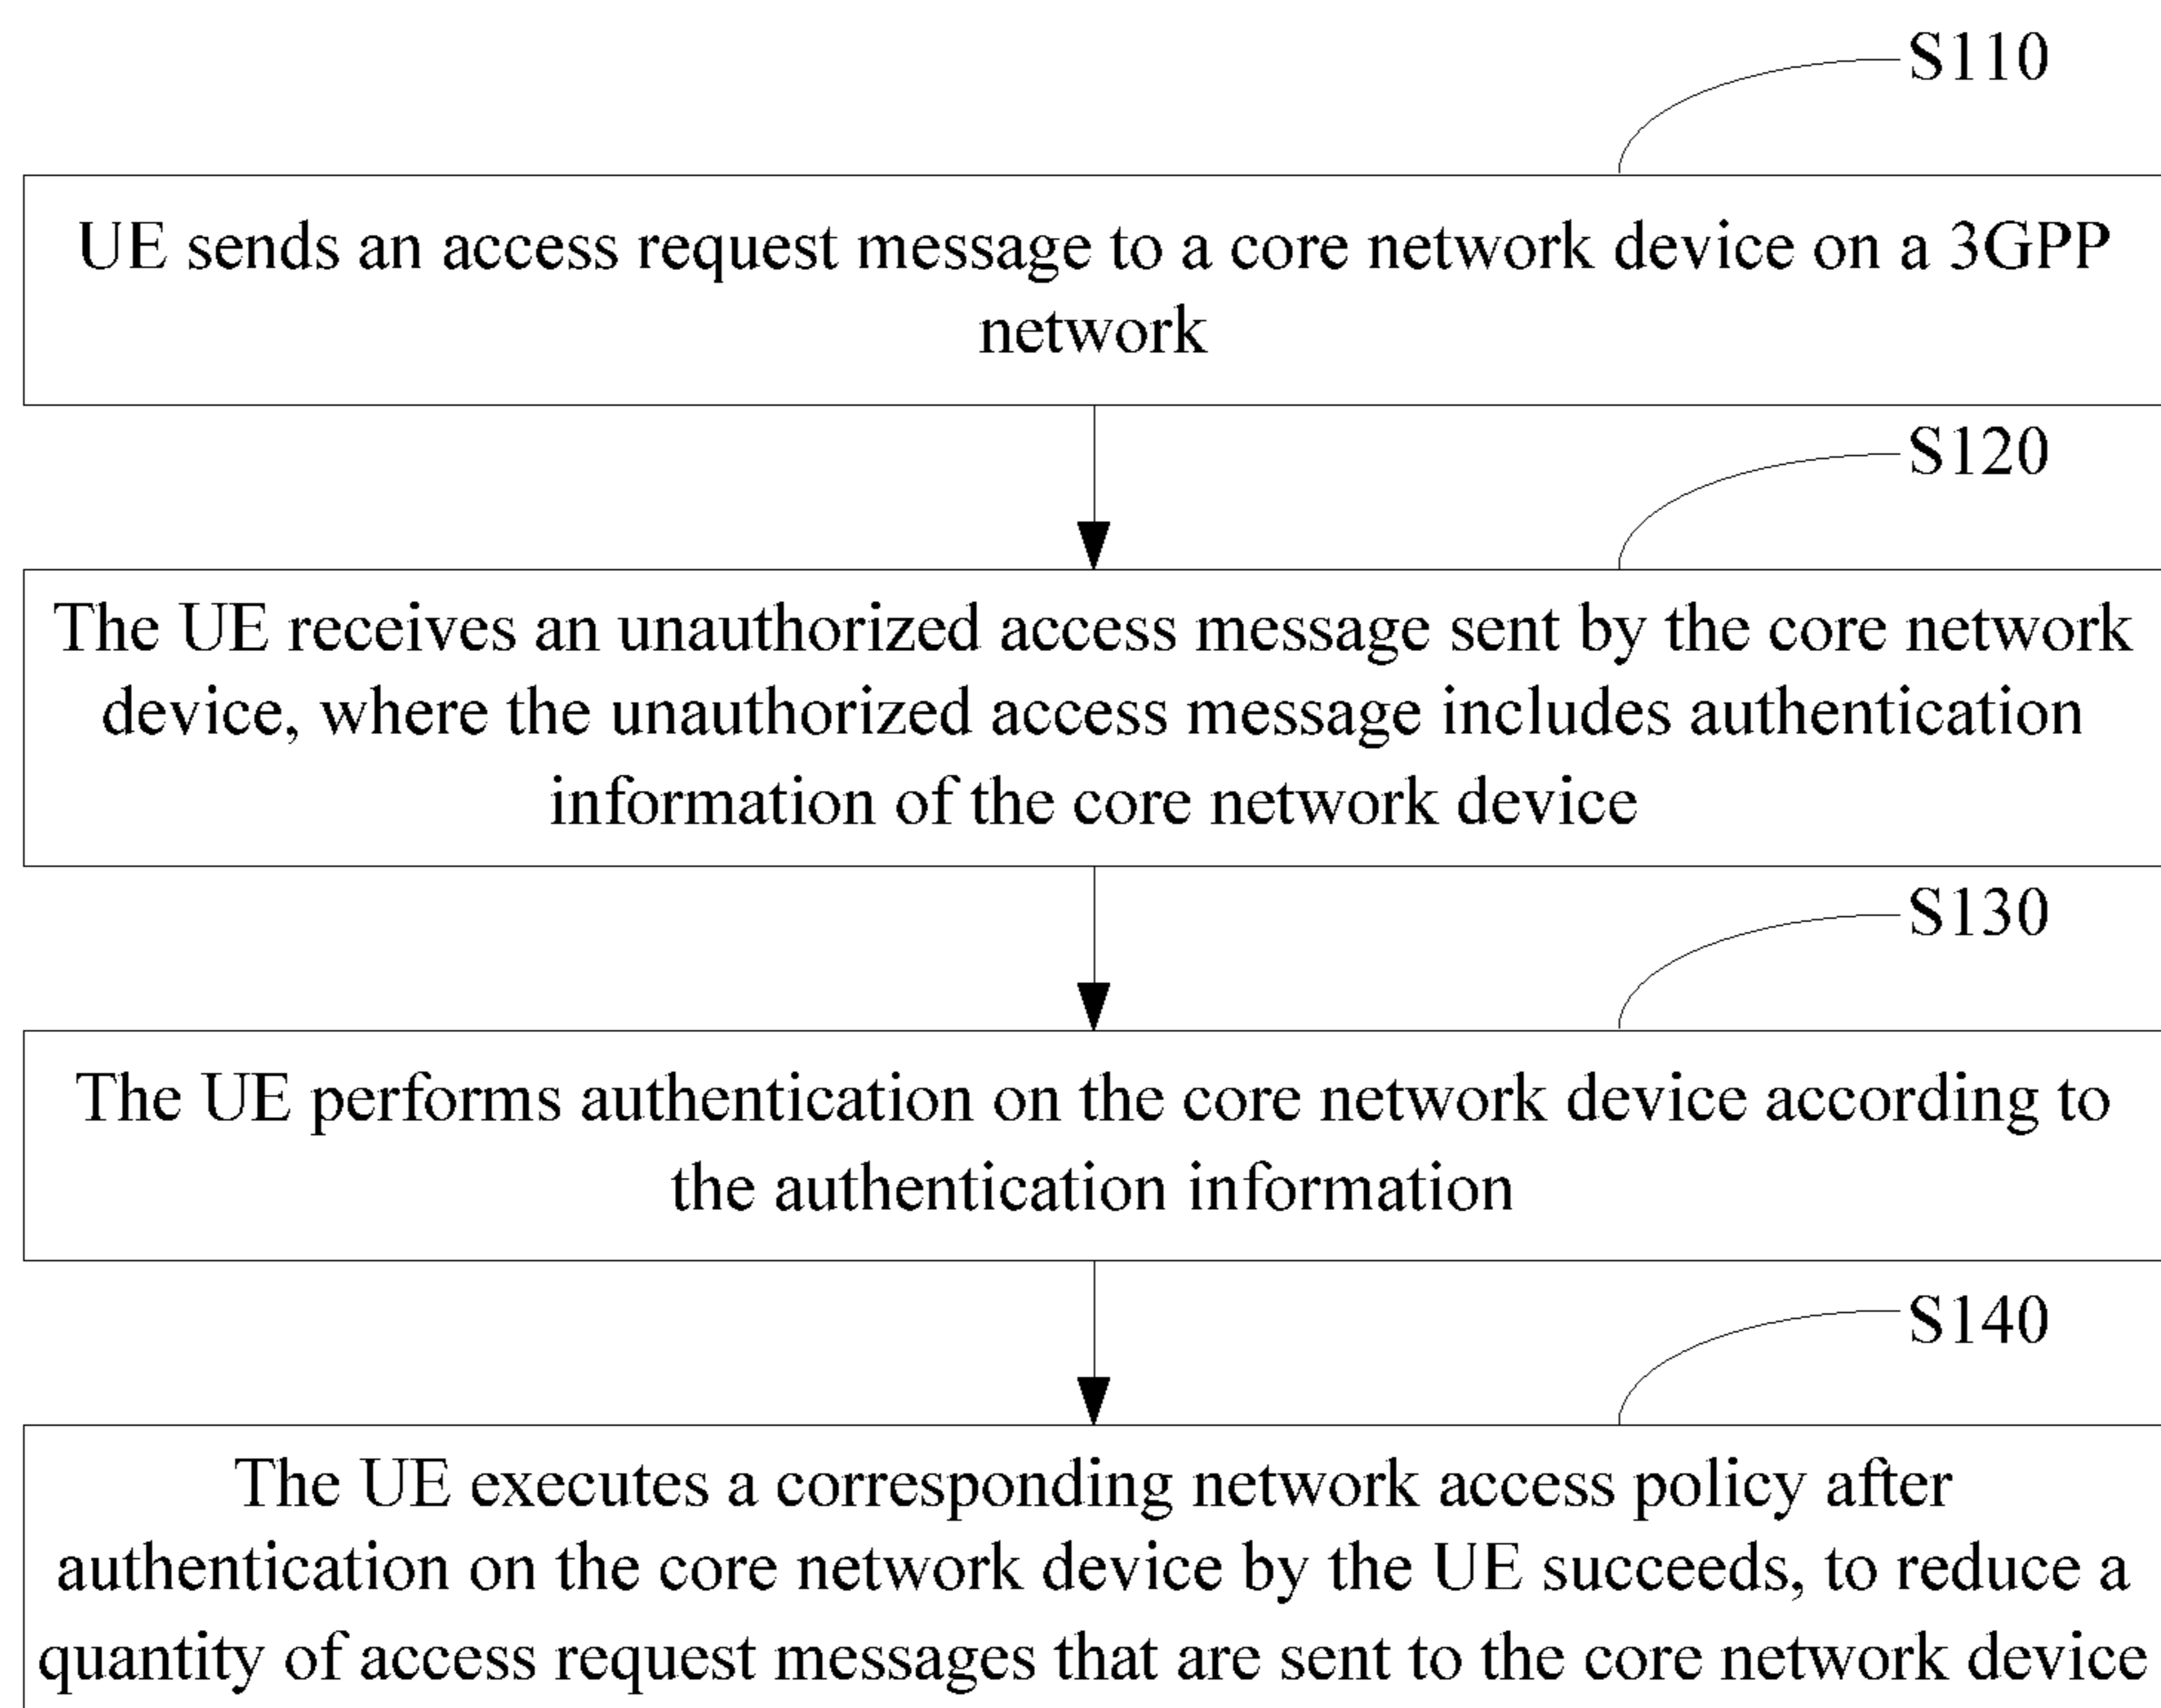 S110
UE sends an access request message to a core network device on a 3GPP
network
S120
The UE receives an unauthorized access message sent by the core network
device, where the unauthorized access message includes authentication
information of the core network device
S130
The UE performs authentication on the core network device according to
the authentication information
S140
The UE executes a corresponding network access policy after
authentication on the core network device by the UE succeeds, to reduce a
quantity of access request messages that are sent to the core network device